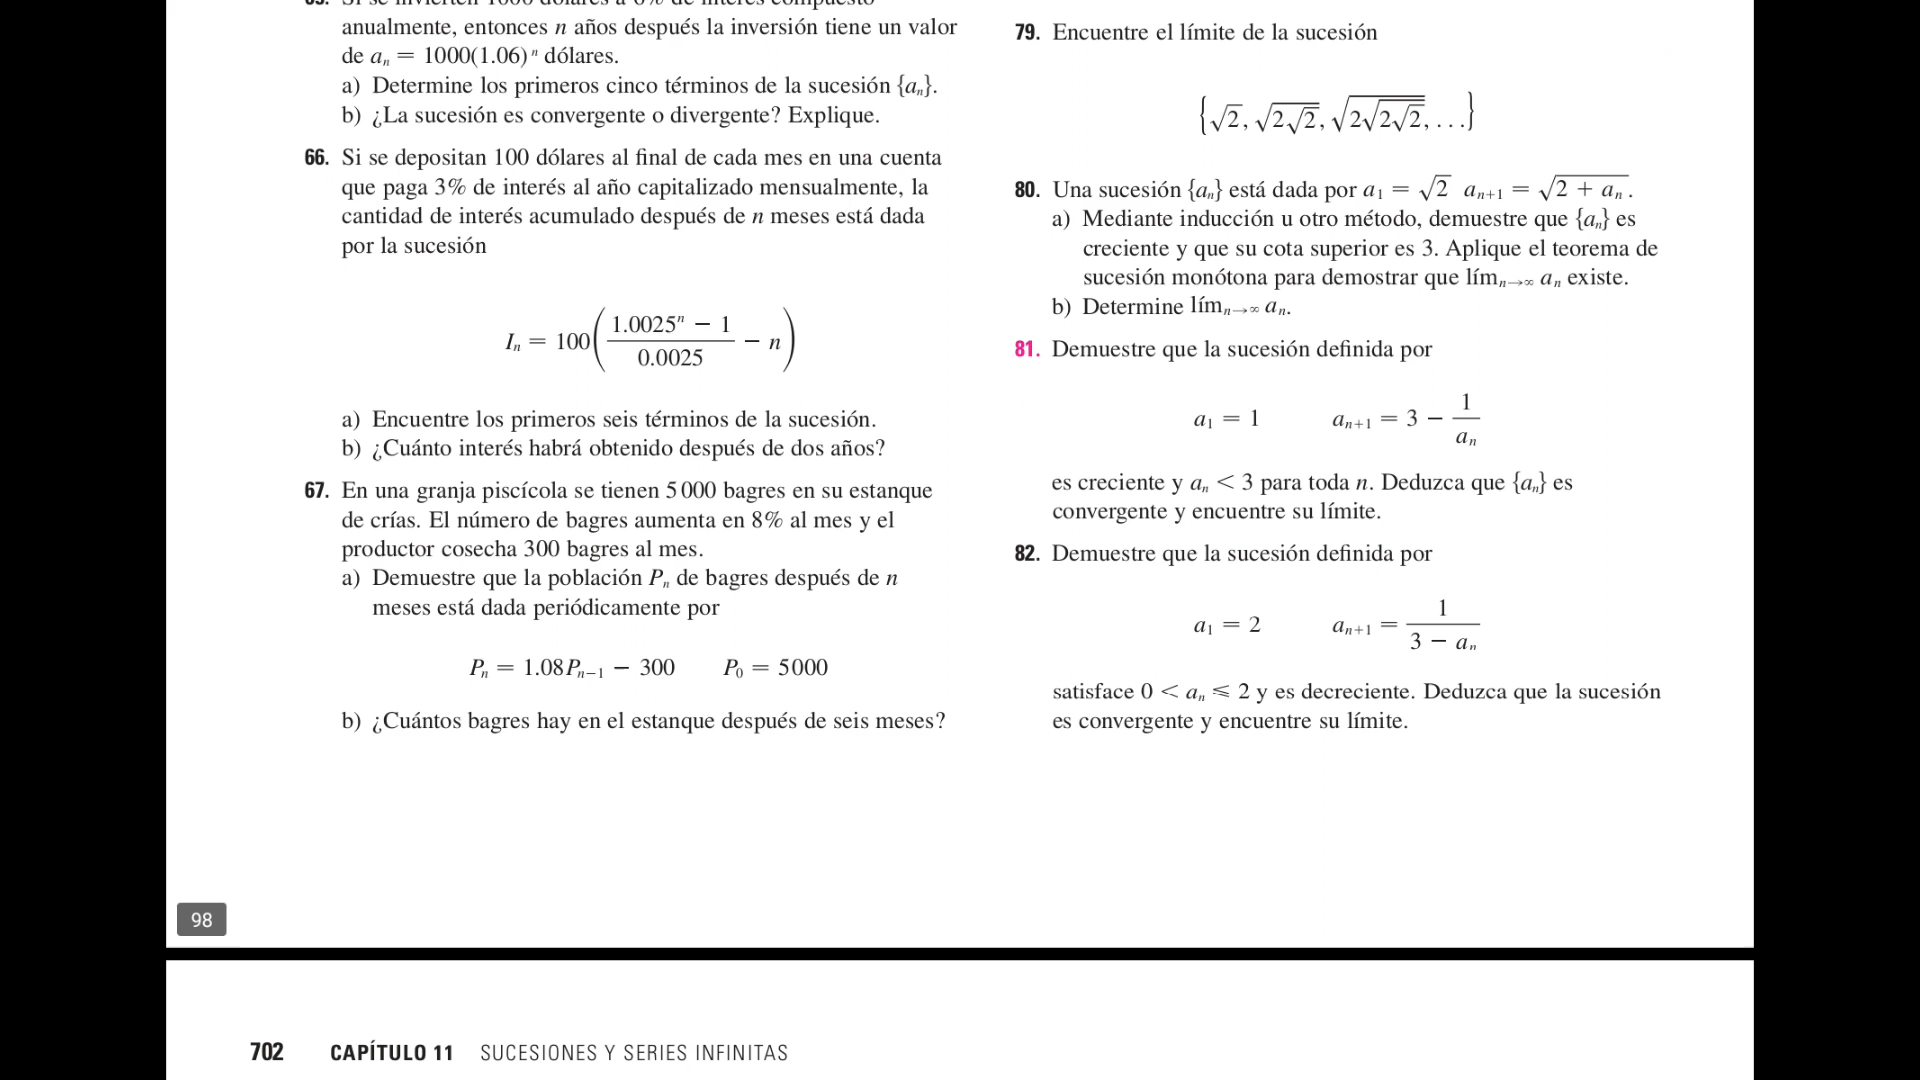 65. Si se invierten 1000 dólares a 6% de interés compuesto
anualmente, entonces n años después la inversión tiene un valor
de aₙ = 1000(1.06)ⁿ dólares.
a) Determine los primeros cinco términos de la sucesión {aₙ}.
b) ¿La sucesión es convergente o divergente? Explique.
66. Si se depositan 100 dólares al final de cada mes en una cuenta
que paga 3% de interés al año capitalizado mensualmente, la
cantidad de interés acumulado después de n meses está dada
por la sucesión
Iₙ = 100((1.0025ⁿ − 1)/0.0025 − n)
a) Encuentre los primeros seis términos de la sucesión.
b) ¿Cuánto interés habrá obtenido después de dos años?
67. En una granja piscícola se tienen 5 000 bagres en su estanque
de crías. El número de bagres aumenta en 8% al mes y el
productor cosecha 300 bagres al mes.
a) Demuestre que la población Pₙ de bagres después de n
meses está dada periódicamente por
Pₙ = 1.08Pₙ₋₁ − 300 P₀ = 5000
b) ¿Cuántos bagres hay en el estanque después de seis meses?
79. Encuentre el límite de la sucesión
{√2, √(2√2), √(2√(2√2)), . . .}
80. Una sucesión {aₙ} está dada por a₁ = √2 aₙ₊₁ = √(2 + aₙ).
a) Mediante inducción u otro método, demuestre que {aₙ} es
creciente y que su cota superior es 3. Aplique el teorema de
sucesión monótona para demostrar que límₙ→∞ aₙ existe.
b) Determine límₙ→∞ aₙ.
81. Demuestre que la sucesión definida por
a₁ = 1 aₙ₊₁ = 3 − 1/aₙ
es creciente y aₙ < 3 para toda n. Deduzca que {aₙ} es
convergente y encuentre su límite.
82. Demuestre que la sucesión definida por
a₁ = 2 aₙ₊₁ = 1/(3 − aₙ)
satisface 0 < aₙ ≤ 2 y es decreciente. Deduzca que la sucesión
es convergente y encuentre su límite.
98
702 CAPÍTULO 11 SUCESIONES Y SERIES INFINITAS